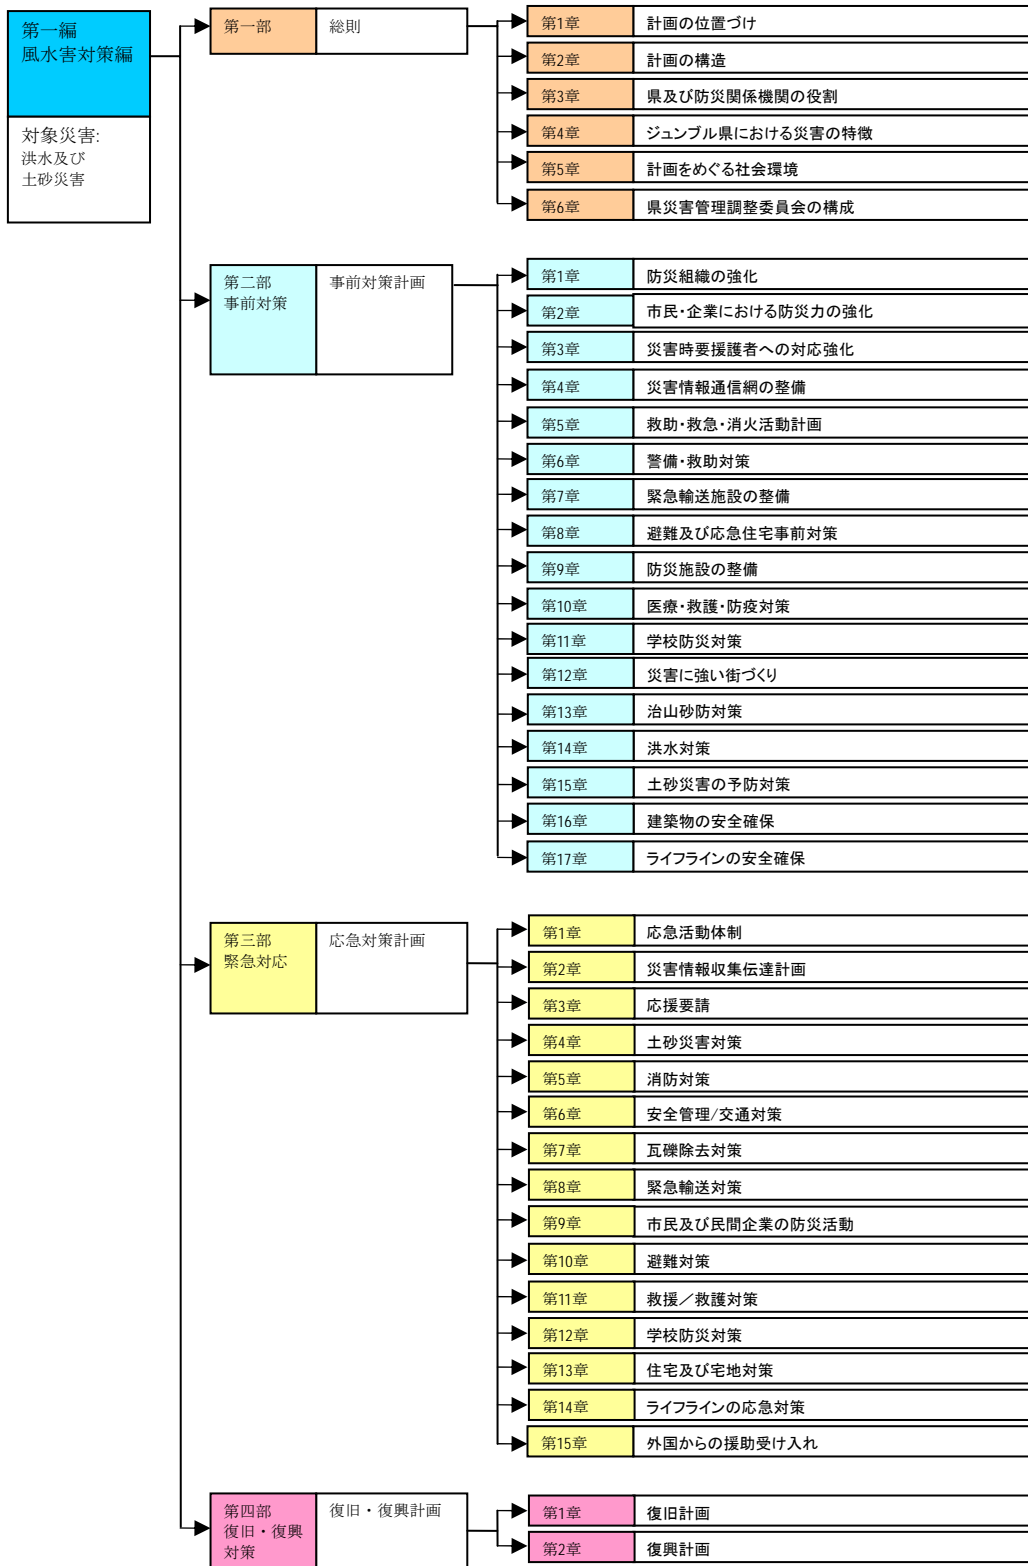 第一編
風水害対策編
対象災害:
洪水及び
土砂災害
第一部 総則
第1章 計画の位置づけ
第2章 計画の構造
第3章 県及び防災関係機関の役割
第4章 ジュンブル県における災害の特徴
第5章 計画をめぐる社会環境
第6章 県災害管理調整委員会の構成
第二部 事前対策計画
事前対策
第1章 防災組織の強化
第2章 市民・企業における防災力の強化
第3章 災害時要援護者への対応強化
第4章 災害情報通信網の整備
第5章 救助・救急・消火活動計画
第6章 警備・救助対策
第7章 緊急輸送施設の整備
第8章 避難及び応急住宅事前対策
第9章 防災施設の整備
第10章 医療・救護・防疫対策
第11章 学校防災対策
第12章 災害に強い街づくり
第13章 治山砂防対策
第14章 洪水対策
第15章 土砂災害の予防対策
第16章 建築物の安全確保
第17章 ライフラインの安全確保
第三部 応急対策計画
緊急対応
第1章 応急活動体制
第2章 災害情報収集伝達計画
第3章 応援要請
第4章 土砂災害対策
第5章 消防対策
第6章 安全管理/交通対策
第7章 瓦礫除去対策
第8章 緊急輸送対策
第9章 市民及び民間企業の防災活動
第10章 避難対策
第11章 救援／救護対策
第12章 学校防災対策
第13章 住宅及び宅地対策
第14章 ライフラインの応急対策
第15章 外国からの援助受け入れ
第四部 復旧・復興計画
復旧・復興
対策
第1章 復旧計画
第2章 復興計画